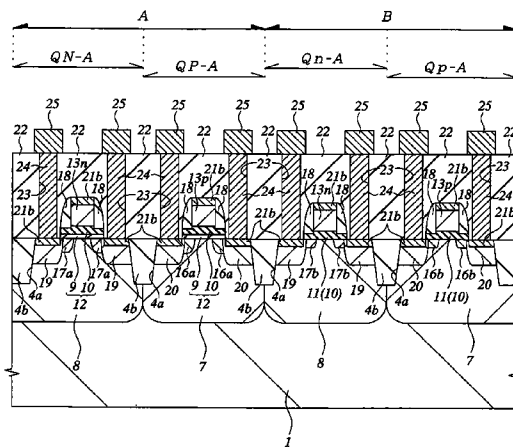 A B
QN-A QP-A Qn-A Qp-A
25 25 25 25 25 25 25 25
22 22 22 22 22 22 22 22 22
24 13n 21b 23 13p 21b 23 13n 21b 23 13p 21b
18 18 24 18 18 24 18 18 24 18 18 24
23 23 23
21b 21b 21b 21b 21b
19 17a 17a 19 20 16a 16a 20 19 17b 17b 19 20 16b 16b 20
4a 9 10 4a 9 10 4a 11(10) 4a 11(10)
4b 12 4b 12 4b 4b 4b
8 7 8 7
1